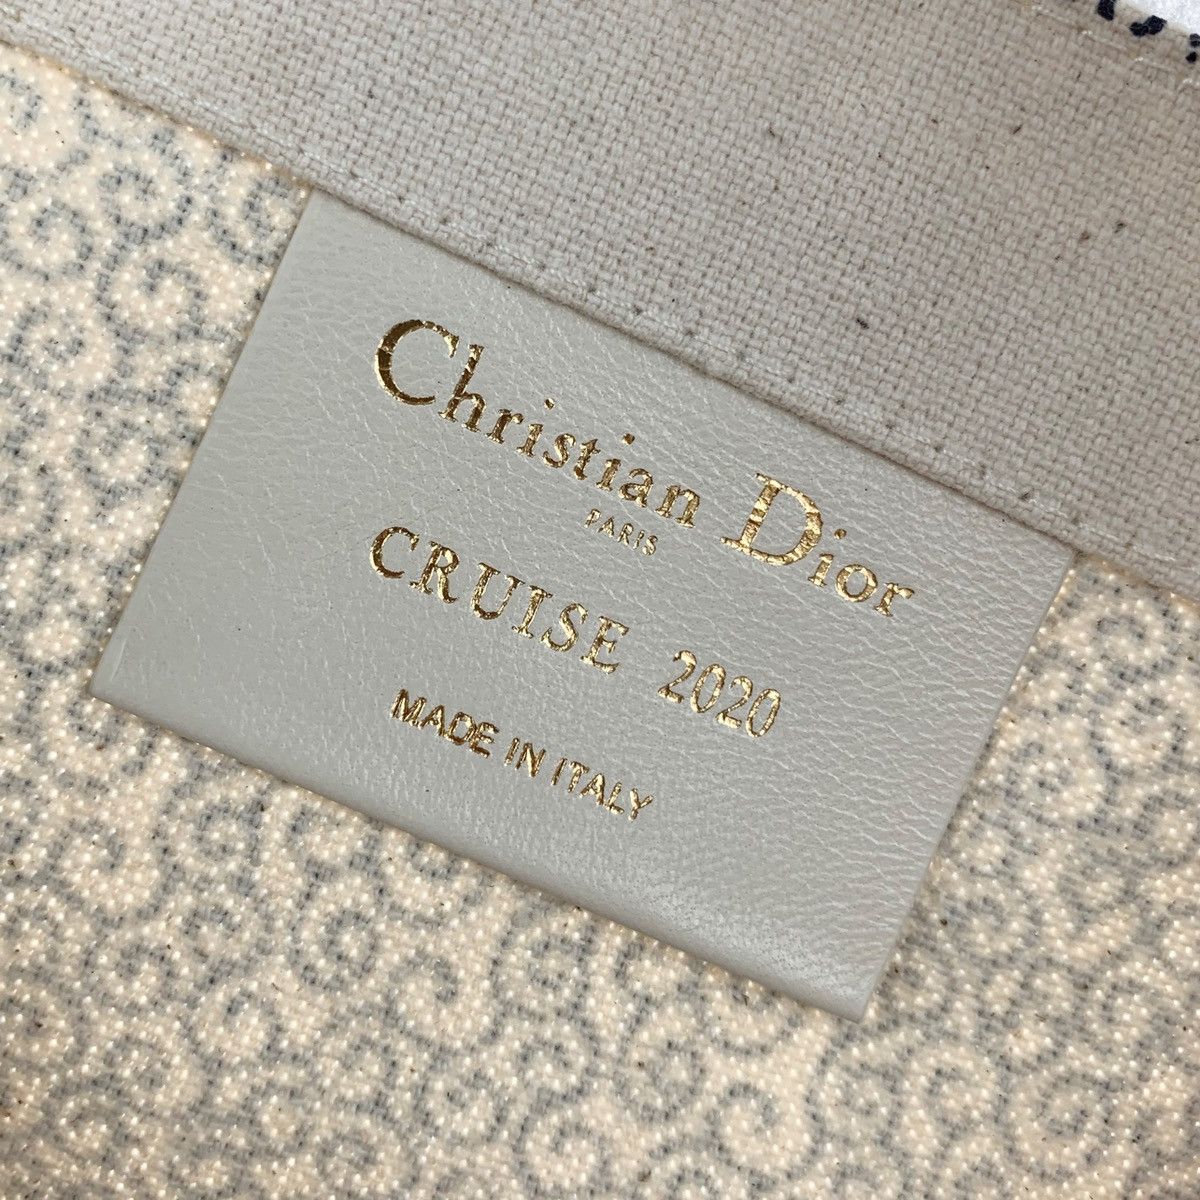 Christian Dior
PARIS
CRUISE 2020
MADE IN ITALY